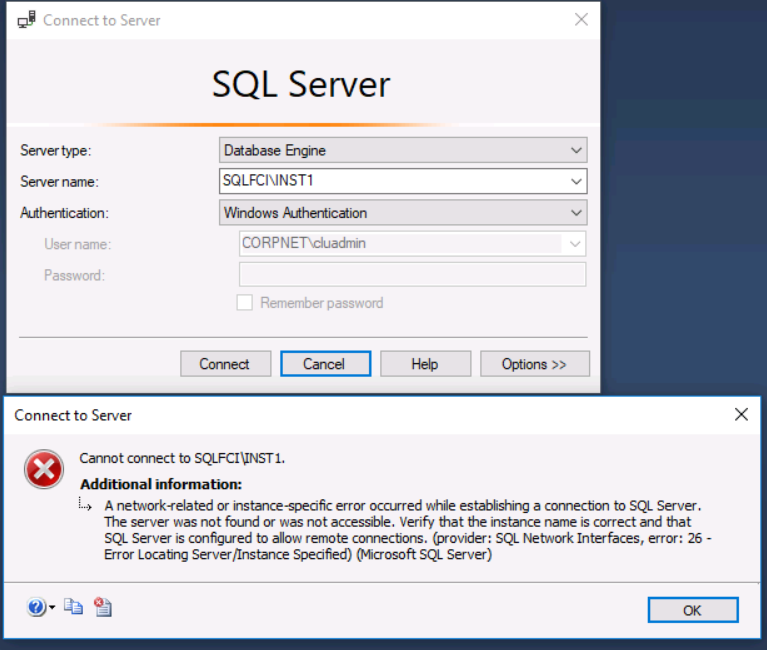 Connect to Server
SQL Server
Server type:
Database Engine
Server name:
SQLFCI\INST1
Authentication:
Windows Authentication
User name:
CORPNET\cluadmin
Password:
Remember password
Connect
Cancel
Help
Options >>
Connect to Server
Cannot connect to SQLFCI\INST1.
Additional information:
A network-related or instance-specific error occurred while establishing a connection to SQL Server.
The server was not found or was not accessible. Verify that the instance name is correct and that
SQL Server is configured to allow remote connections. (provider: SQL Network Interfaces, error: 26 -
Error Locating Server/Instance Specified) (Microsoft SQL Server)
OK